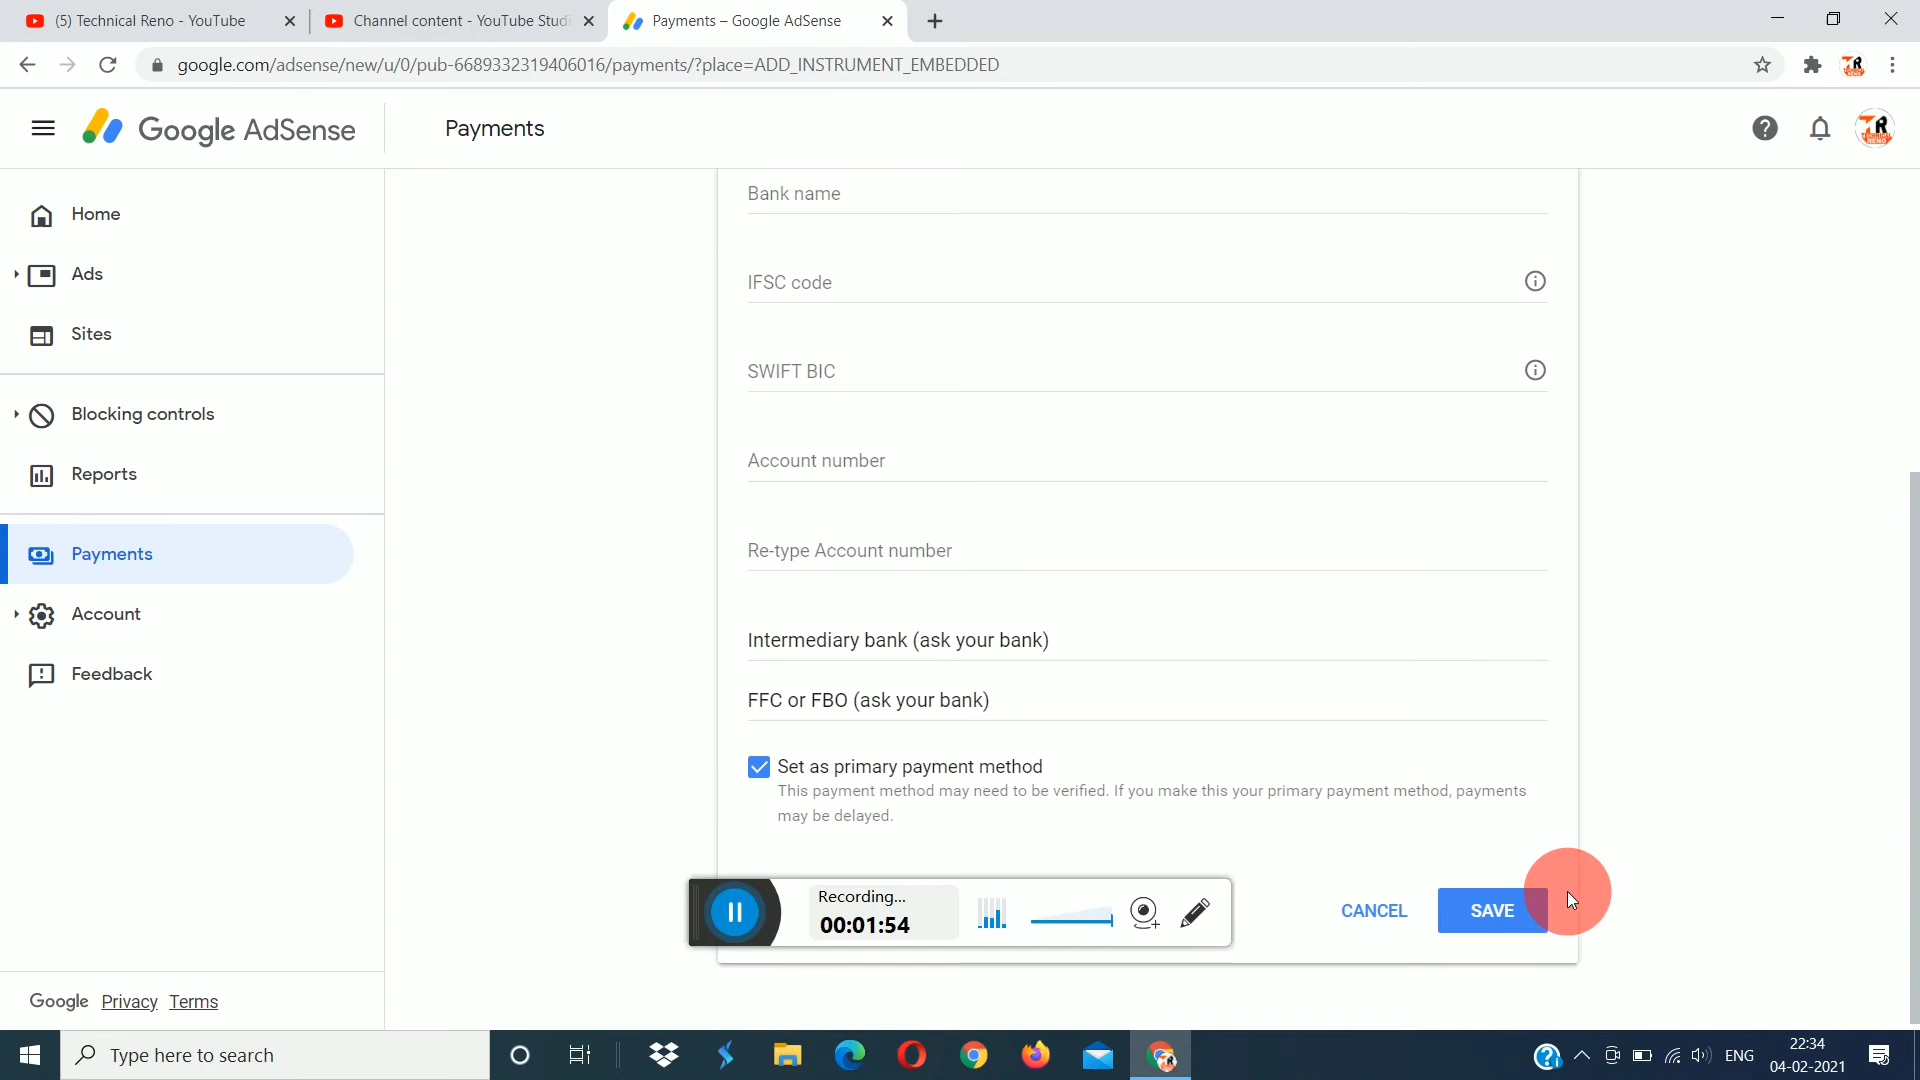 (5) Technical Reno - YouTube
Channel content - YouTube Studi
Payments – Google AdSense
google.com/adsense/new/u/0/pub-6689332319406016/payments/?place=ADD_INSTRUMENT_EMBEDDED
Google AdSense
Payments
Home
Ads
Sites
Blocking controls
Reports
Payments
Account
Feedback
Google Privacy Terms
Bank name
IFSC code
SWIFT BIC
Account number
Re-type Account number
Intermediary bank (ask your bank)
FFC or FBO (ask your bank)
Set as primary payment method
This payment method may need to be verified. If you make this your primary payment method, payments
may be delayed.
Recording...
00:01:54
CANCEL
SAVE
Type here to search
ENG
22:34
04-02-2021